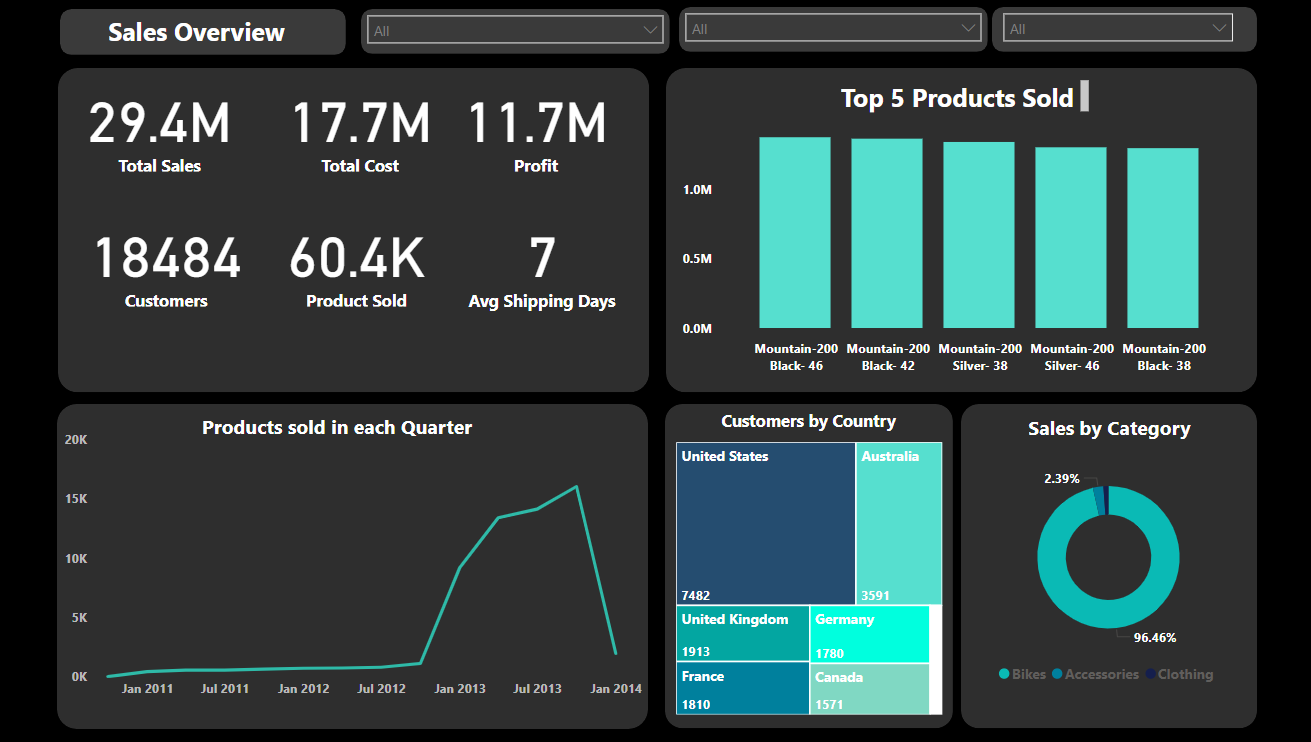 Sales Overview
All
All
All
29.4M
17.7M
11.7M
Total Sales
Total Cost
Profit
18484
60.4K
7
Customers
Product Sold
Avg Shipping Days
Top 5 Products Sold
1.0M
0.5M
0.0M
Mountain-200
Black- 46
Mountain-200
Black- 42
Mountain-200
Silver- 38
Mountain-200
Silver- 46
Mountain-200
Black- 38
Products sold in each Quarter
20K
15K
10K
5K
0K
Jan 2011
Jul 2011
Jan 2012
Jul 2012
Jan 2013
Jul 2013
Jan 2014
Customers by Country
United States
7482
Australia
3591
United Kingdom
1913
Germany
1780
France
1810
Canada
1571
Sales by Category
2.39%
96.46%
Bikes
Accessories
Clothing